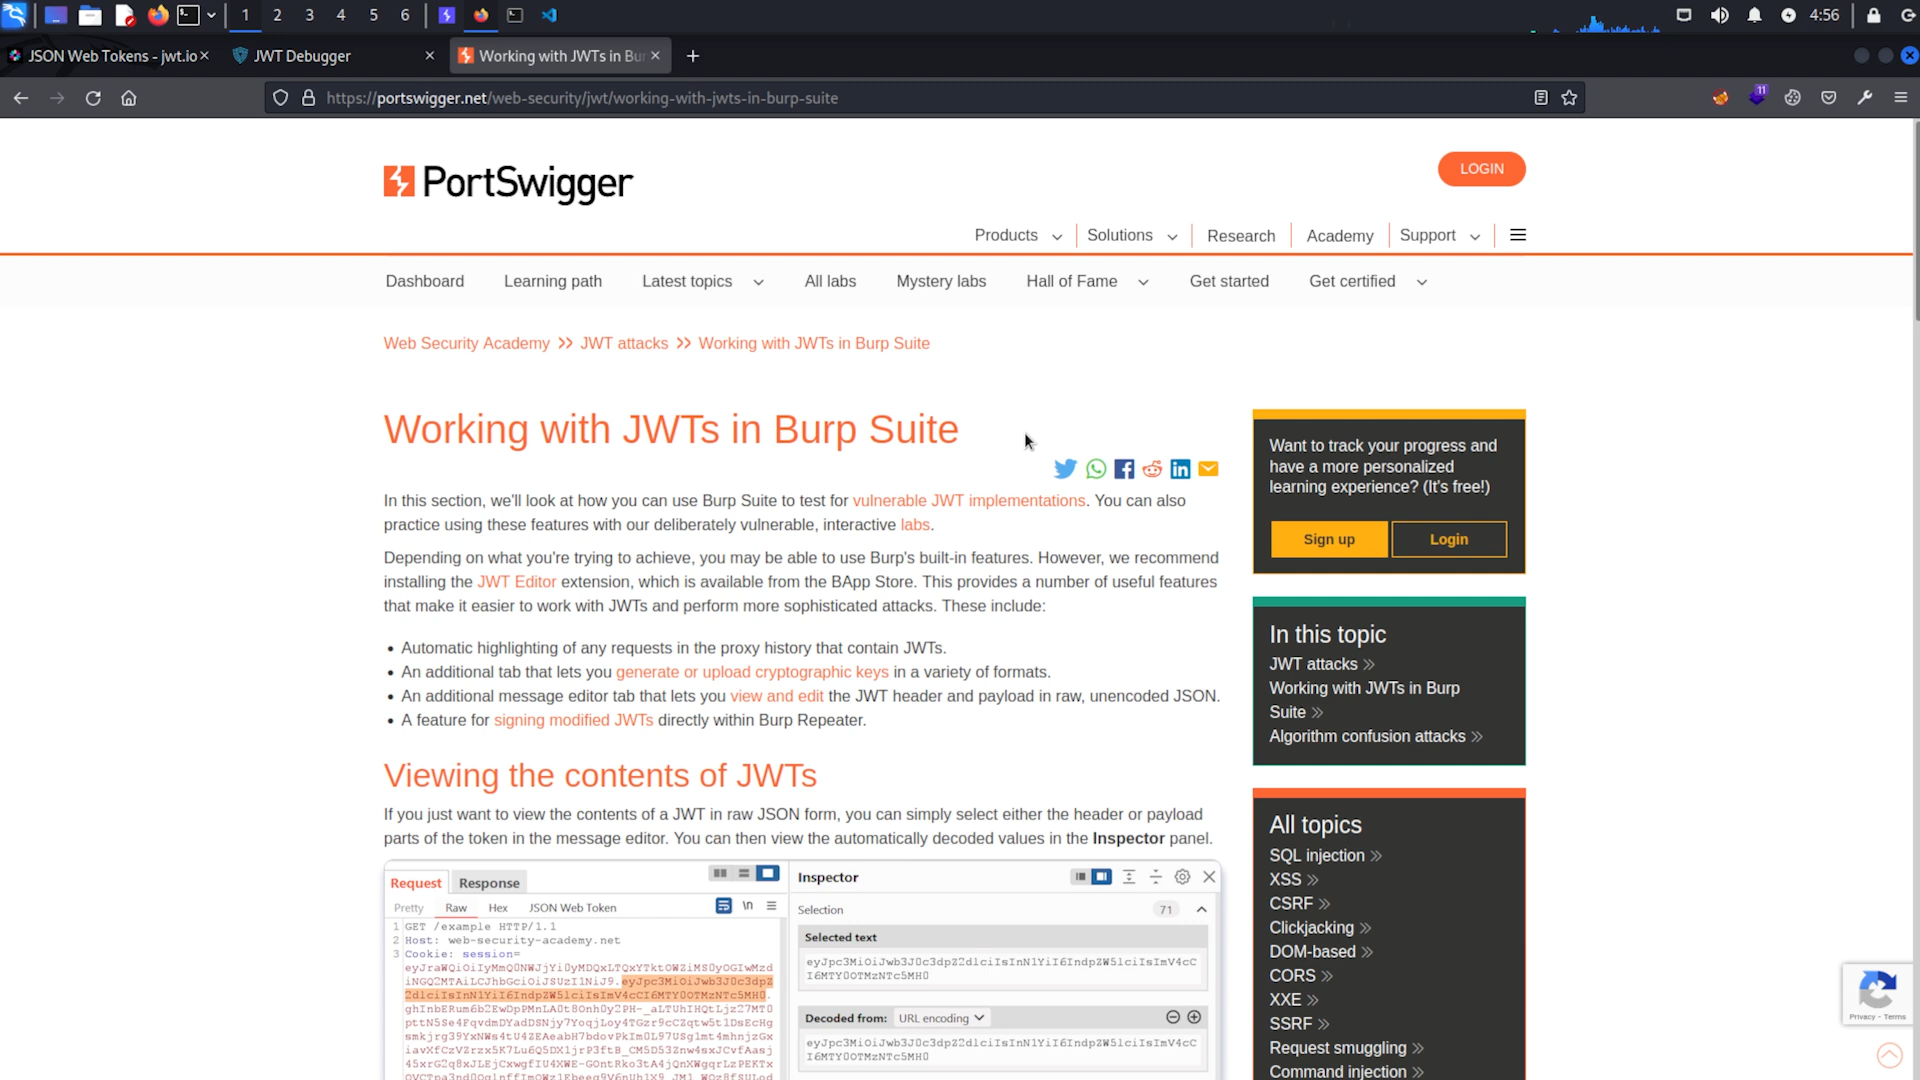 1 2 3 4 5 6 4:56
JSON Web Tokens - jwt.io
JWT Debugger
Working with JWTs in Bur
11
https://portswigger.net/web-security/jwt/working-with-jwts-in-burp-suite
PortSwigger
LOGIN
Products Solutions Research Academy Support
Dashboard Learning path Latest topics All labs Mystery labs Hall of Fame Get started Get certified
Web Security Academy >> JWT attacks >> Working with JWTs in Burp Suite
Working with JWTs in Burp Suite
In this section, we'll look at how you can use Burp Suite to test for vulnerable JWT implementations. You can also
practice using these features with our deliberately vulnerable, interactive labs.
Depending on what you're trying to achieve, you may be able to use Burp's built-in features. However, we recommend
installing the JWT Editor extension, which is available from the BApp Store. This provides a number of useful features
that make it easier to work with JWTs and perform more sophisticated attacks. These include:
• Automatic highlighting of any requests in the proxy history that contain JWTs.
• An additional tab that lets you generate or upload cryptographic keys in a variety of formats.
• An additional message editor tab that lets you view and edit the JWT header and payload in raw, unencoded JSON.
• A feature for signing modified JWTs directly within Burp Repeater.
Viewing the contents of JWTs
If you just want to view the contents of a JWT in raw JSON form, you can simply select either the header or payload
parts of the token in the message editor. You can then view the automatically decoded values in the Inspector panel.
Request Response
Pretty Raw Hex JSON Web Token \n
1 GET /example HTTP/1.1
2 Host: web-security-academy.net
3 Cookie: session=
Inspector
Selection 71
Selected text
Decoded from: URL encoding
Want to track your progress and
have a more personalized
learning experience? (It's free!)
Sign up Login
In this topic
JWT attacks >>
Working with JWTs in Burp
Suite >>
Algorithm confusion attacks >>
All topics
SQL injection >>
XSS >>
CSRF >>
Clickjacking >>
DOM-based >>
CORS >>
XXE >>
SSRF >>
Request smuggling >>
Command injection >>
Privacy - Terms